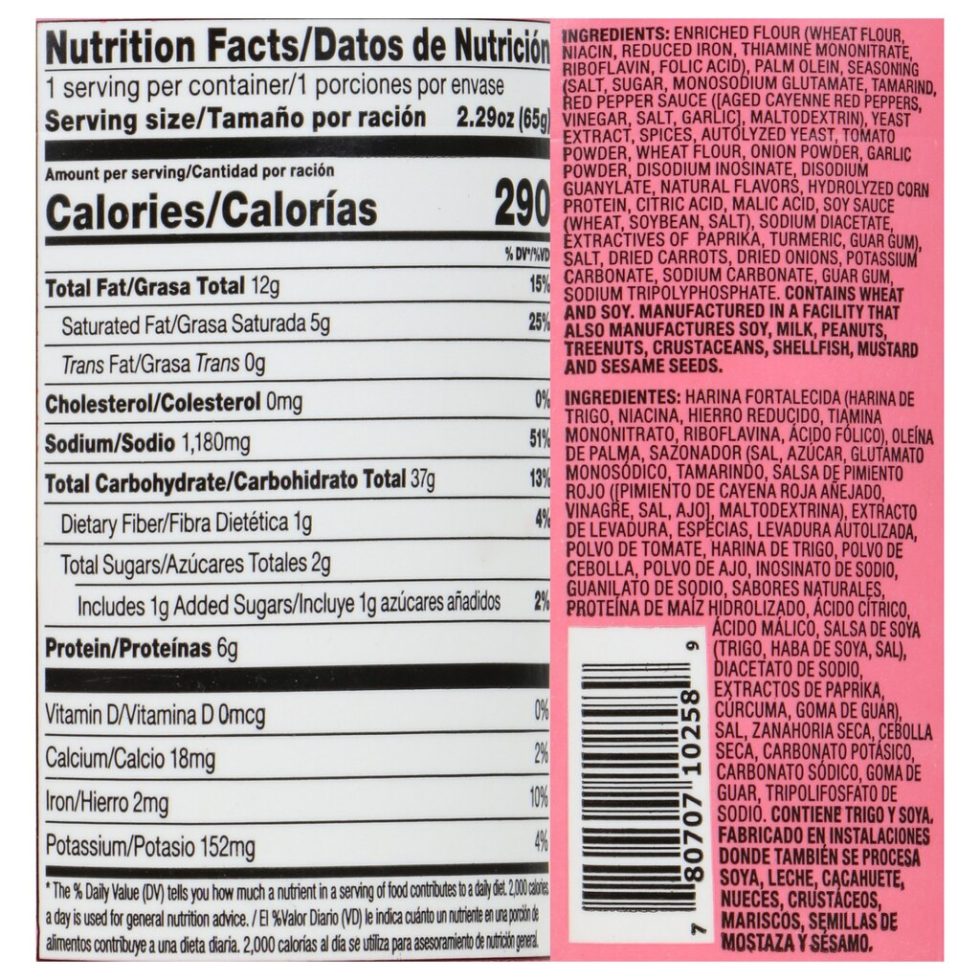 Nutrition Facts/Datos de Nutrición
1 serving per container/1 porciones por envase
Serving size/Tamaño por ración 2.29oz (65g)
Amount per serving/Cantidad por ración
Calories/Calorías 290
% DV*/%VD
Total Fat/Grasa Total 12g 15%
Saturated Fat/Grasa Saturada 5g 25%
Trans Fat/Grasa Trans 0g
Cholesterol/Colesterol 0mg 0%
Sodium/Sodio 1,180mg 51%
Total Carbohydrate/Carbohidrato Total 37g 13%
Dietary Fiber/Fibra Dietética 1g 4%
Total Sugars/Azúcares Totales 2g
Includes 1g Added Sugars/Incluye 1g azúcares añadidos 2%
Protein/Proteínas 6g
Vitamin D/Vitamina D 0mcg 0%
Calcium/Calcio 18mg 2%
Iron/Hierro 2mg 10%
Potassium/Potasio 152mg 4%
* The % Daily Value (DV) tells you how much a nutrient in a serving of food contributes to a daily diet. 2,000 calories
a day is used for general nutrition advice. / El %Valor Diario (VD) le indica cuánto un nutriente en una porción de
alimentos contribuye a una dieta diaria. 2,000 calorías al día se utiliza para asesoramiento de nutrición general.
INGREDIENTS: ENRICHED FLOUR (WHEAT FLOUR,
NIACIN, REDUCED IRON, THIAMINE MONONITRATE,
RIBOFLAVIN, FOLIC ACID), PALM OLEIN, SEASONING
(SALT, SUGAR, MONOSODIUM GLUTAMATE, TAMARIND,
RED PEPPER SAUCE ([AGED CAYENNE RED PEPPERS,
VINEGAR, SALT, GARLIC], MALTODEXTRIN), YEAST
EXTRACT, SPICES, AUTOLYZED YEAST, TOMATO
POWDER, WHEAT FLOUR, ONION POWDER, GARLIC
POWDER, DISODIUM INOSINATE, DISODIUM
GUANYLATE, NATURAL FLAVORS, HYDROLYZED CORN
PROTEIN, CITRIC ACID, MALIC ACID, SOY SAUCE
(WHEAT, SOYBEAN, SALT), SODIUM DIACETATE,
EXTRACTIVES OF PAPRIKA, TURMERIC, GUAR GUM),
SALT, DRIED CARROTS, DRIED ONIONS, POTASSIUM
CARBONATE, SODIUM CARBONATE, GUAR GUM,
SODIUM TRIPOLYPHOSPHATE. CONTAINS WHEAT
AND SOY. MANUFACTURED IN A FACILITY THAT
ALSO MANUFACTURES SOY, MILK, PEANUTS,
TREENUTS, CRUSTACEANS, SHELLFISH, MUSTARD
AND SESAME SEEDS.
INGREDIENTES: HARINA FORTALECIDA (HARINA DE
TRIGO, NIACINA, HIERRO REDUCIDO, TIAMINA
MONONITRATO, RIBOFLAVINA, ÁCIDO FÓLICO), OLEÍNA
DE PALMA, SAZONADOR (SAL, AZÚCAR, GLUTAMATO
MONOSÓDICO, TAMARINDO, SALSA DE PIMIENTO
ROJO ([PIMIENTO DE CAYENA ROJA AÑEJADO,
VINAGRE, SAL, AJO], MALTODEXTRINA), EXTRACTO
DE LEVADURA, ESPECIAS, LEVADURA AUTOLIZADA,
POLVO DE TOMATE, HARINA DE TRIGO, POLVO DE
CEBOLLA, POLVO DE AJO, INOSINATO DE SODIO,
GUANILATO DE SODIO, SABORES NATURALES,
PROTEÍNA DE MAÍZ HIDROLIZADO, ÁCIDO CÍTRICO,
ÁCIDO MÁLICO, SALSA DE SOYA
(TRIGO, HABA DE SOYA, SAL),
DIACETATO DE SODIO,
EXTRACTOS DE PAPRIKA,
CÚRCUMA, GOMA DE GUAR),
SAL, ZANAHORIA SECA, CEBOLLA
SECA, CARBONATO POTÁSICO,
CARBONATO SÓDICO, GOMA DE
GUAR, TRIPOLIFOSFATO DE
SODIO. CONTIENE TRIGO Y SOYA.
FABRICADO EN INSTALACIONES
DONDE TAMBIÉN SE PROCESA
SOYA, LECHE, CACAHUETE,
NUECES, CRUSTÁCEOS,
MARISCOS, SEMILLAS DE
MOSTAZA Y SÉSAMO.
7 80707 10258 9